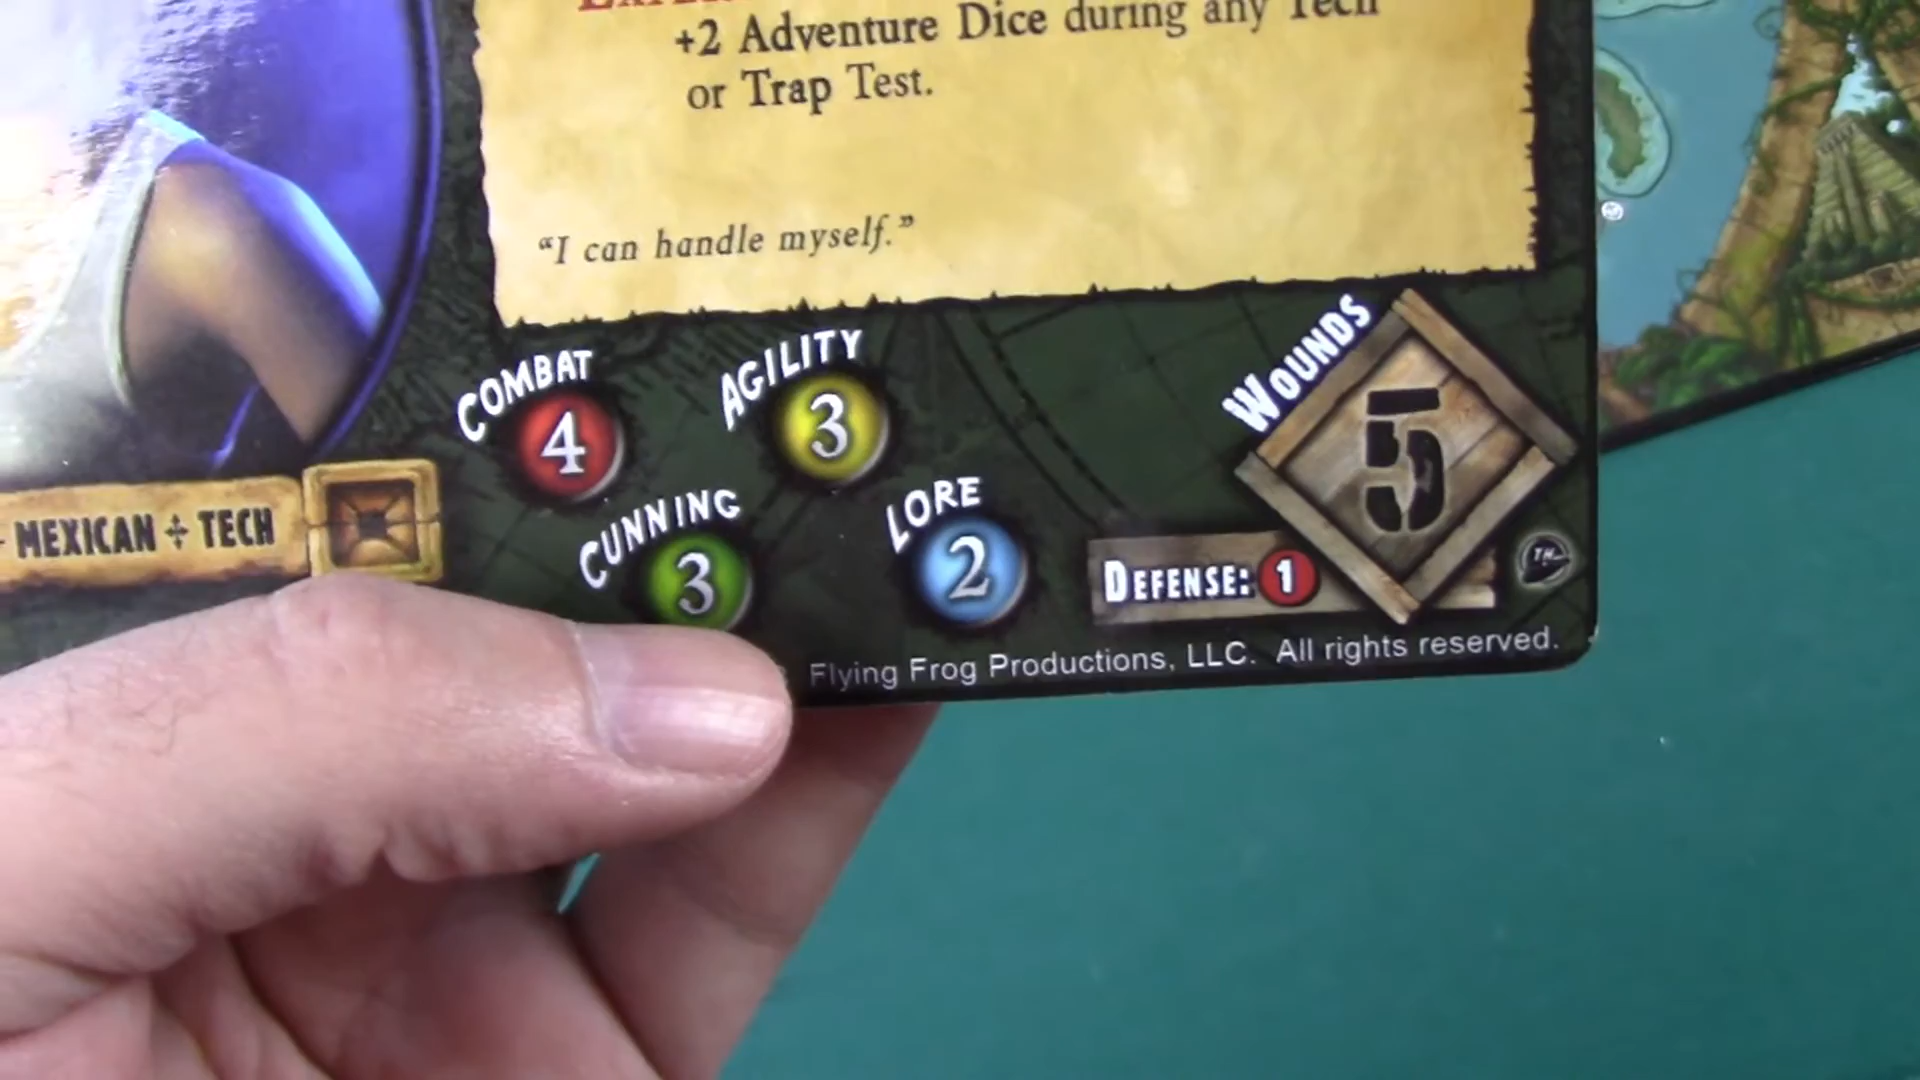 +2 Adventure Dice during any Tech
or Trap Test.
“I can handle myself.”
COMBAT
4
AGILITY
3
CUNNING
3
LORE
2
WOUNDS
5
DEFENSE: 1
MEXICAN ÷ TECH
TH
Flying Frog Productions, LLC. All rights reserved.